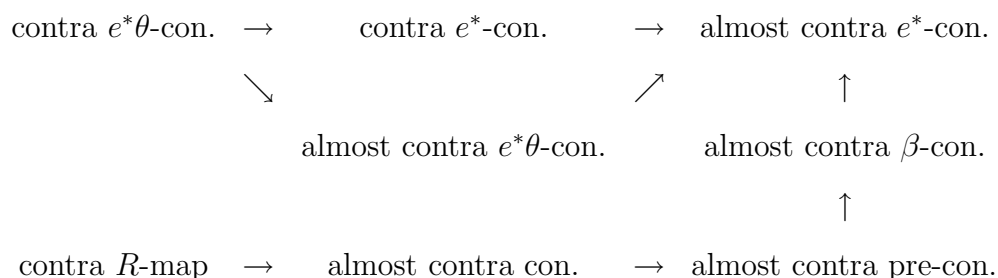 contra e*θ-con. → contra e*-con. → almost contra e*-con.
↘ ↗ ↑
almost contra e*θ-con. almost contra β-con.
↑
contra R-map → almost contra con. → almost contra pre-con.